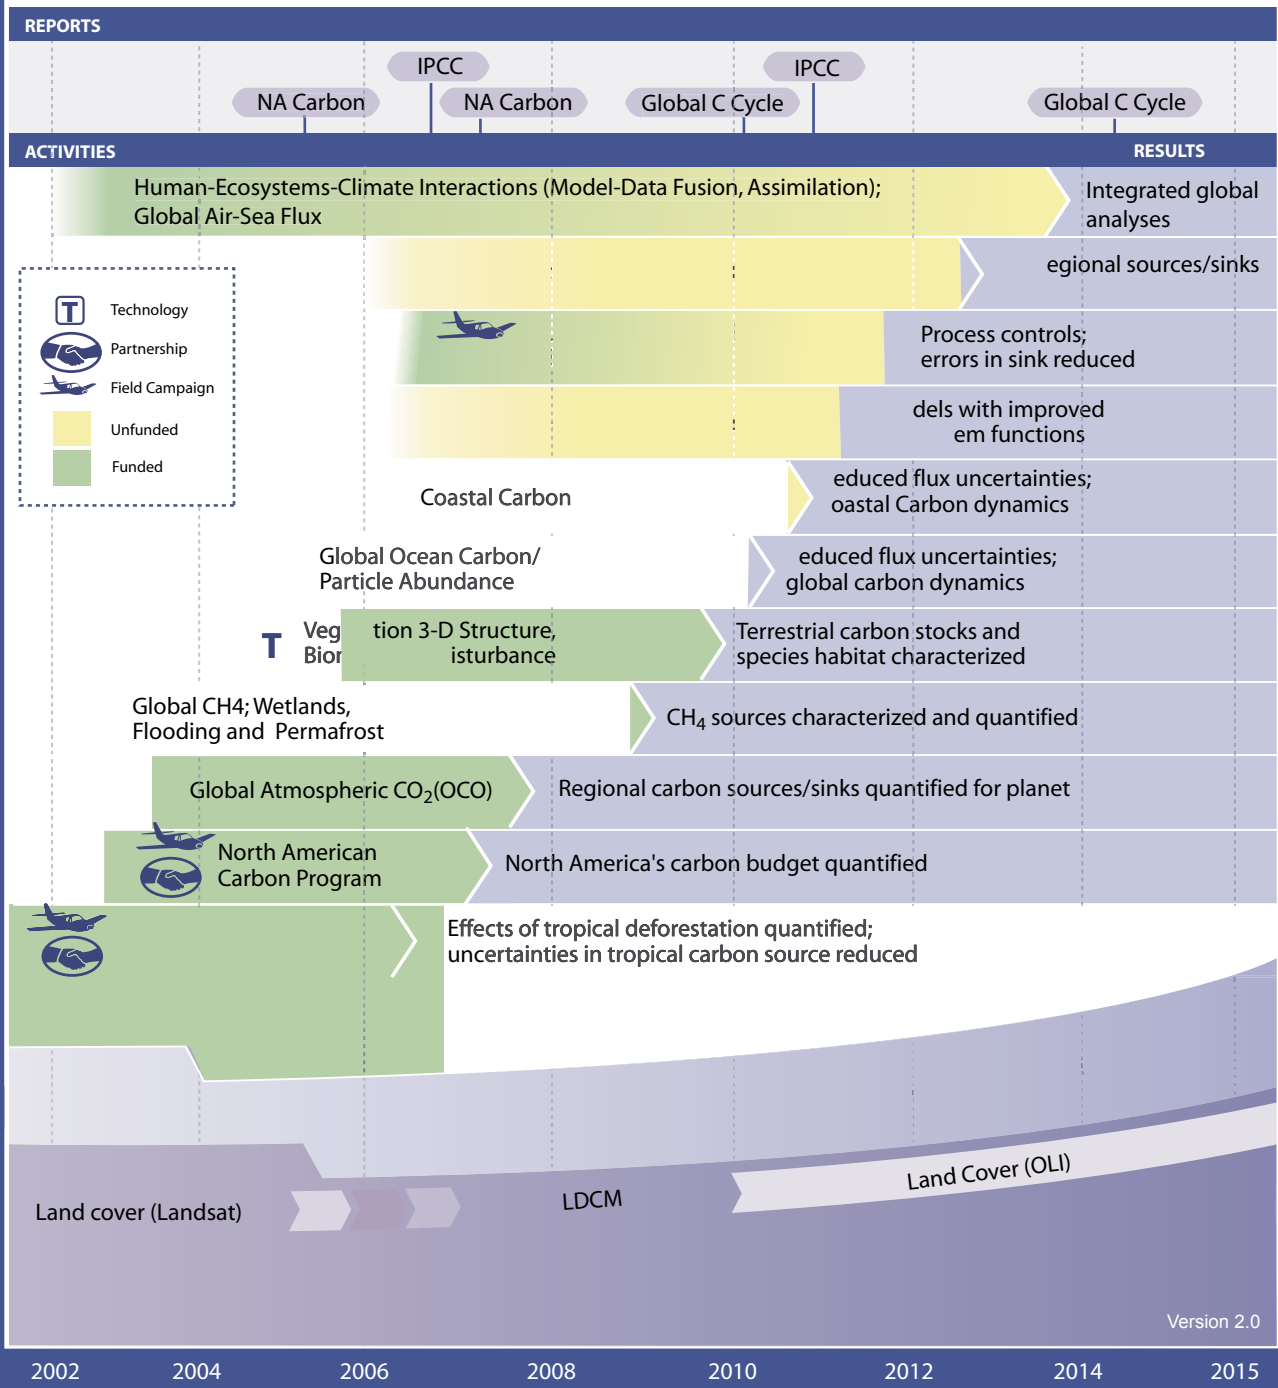 REPORTS
IPCC
IPCC
NA Carbon
NA Carbon
Global C Cycle
Global C Cycle
ACTIVITIES
RESULTS
Human-Ecosystems-Climate Interactions (Model-Data Fusion, Assimilation);
Global Air-Sea Flux
Integrated global
analyses
egional sources/sinks
T Technology
Partnership
Field Campaign
Unfunded
Funded
Process controls;
errors in sink reduced
dels with improved
em functions
Coastal Carbon
educed flux uncertainties;
oastal Carbon dynamics
Global Ocean Carbon/
Particle Abundance
educed flux uncertainties;
global carbon dynamics
T
Veg tion 3-D Structure,
Bior isturbance
Terrestrial carbon stocks and
species habitat characterized
Global CH4; Wetlands,
Flooding and Permafrost
CH4 sources characterized and quantified
Global Atmospheric CO2(OCO)
Regional carbon sources/sinks quantified for planet
North American
Carbon Program
North America's carbon budget quantified
Effects of tropical deforestation quantified;
uncertainties in tropical carbon source reduced
Land cover (Landsat)
LDCM
Land Cover (OLI)
Version 2.0
2002 2004 2006 2008 2010 2012 2014 2015